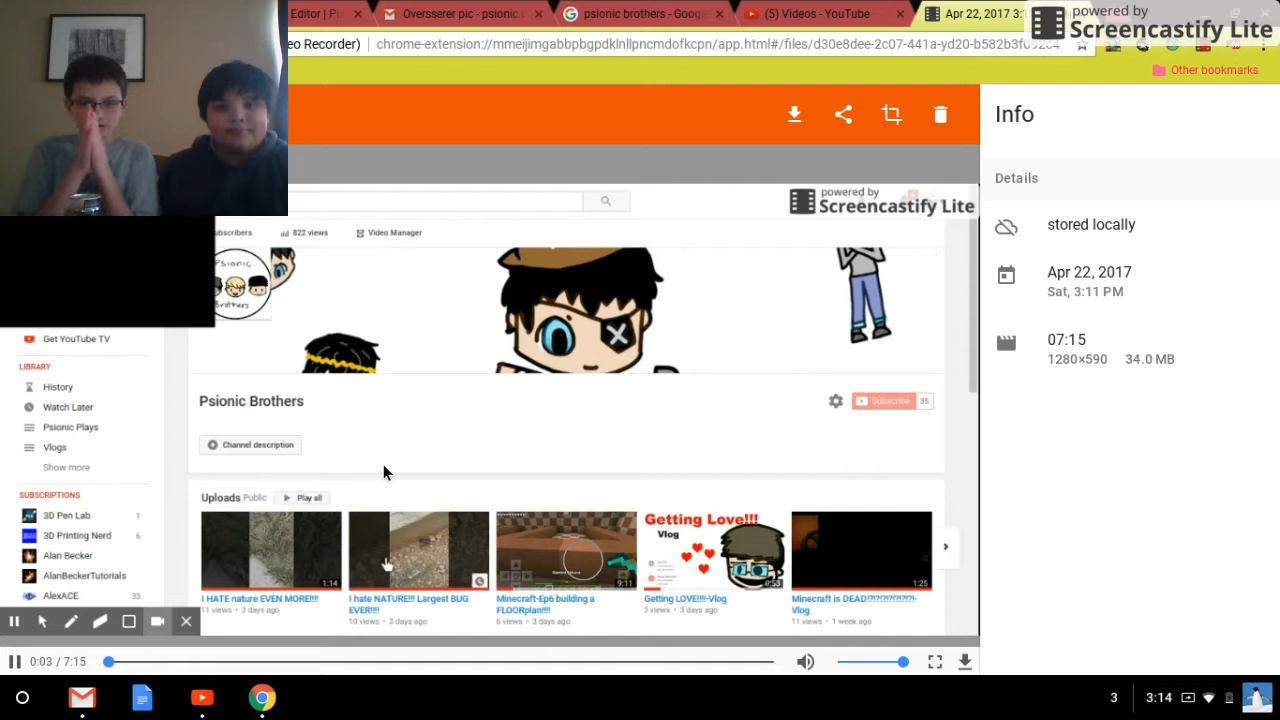 Editor | Pi
Oversserer pic - psionic.
psionic brothers - Goog
(5) Videos - YouTube
Apr 22, 2017 3:1
powered by
Screencastify Lite
eo Recorder)
chrome-extension://mmeijimgabbpbgpdklnllpncmdofkcpn/app.html#/files/d30e8dee-2c07-441a-yd20-b582b3f
Other bookmarks
Info
Details
stored locally
Apr 22, 2017
Sat, 3:11 PM
07:15
1280×590 34.0 MB
powered by
Screencastify Lite
ubscribers
822 views
Video Manager
Psionic
Brothers
Get YouTube TV
LIBRARY
History
Watch Later
Psionic Plays
Vlogs
Show more
SUBSCRIPTIONS
3D Pen Lab 1
3D Printing Nerd 6
Alan Becker
AlanBeckerTutorials
AlexACE 33
Psionic Brothers
Subscribe 35
Channel description
Uploads Public Play all
1:14
I HATE nature EVEN MORE!!!!
11 views • 3 days ago
I hate NATURE!!! Largest BUG
EVER!!!!
10 views • 3 days ago
9:11
Minecraft-Ep6 building a
FLOORplan!!!!
6 views • 3 days ago
Getting Love!!!
Vlog
0:53
Getting LOVE!!!!-Vlog
3 views • 3 days ago
1:25
Minecraft is DEAD!?!?!?!?!?!?!-
Vlog
11 views • 1 week ago
0:03 / 7:15
3
3:14